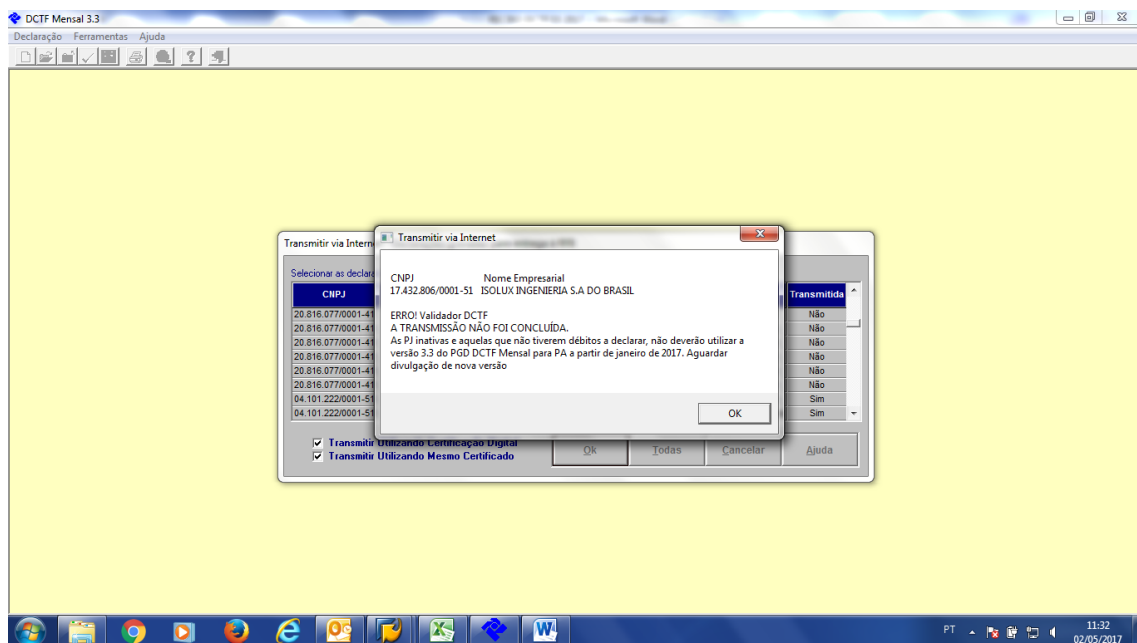 DCTF Mensal 3.3
Declaração Ferramentas Ajuda
Transmitir via Intern
Transmitir via Internet
Selecionar as declara
CNPJ Nome Empresarial
17.432.806/0001-51 ISOLUX INGENIERIA S.A DO BRASIL
ERRO! Validador DCTF
A TRANSMISSÃO NÃO FOI CONCLUÍDA.
As PJ inativas e aquelas que não tiverem débitos a declarar, não deverão utilizar a
versão 3.3 do PGD DCTF Mensal para PA a partir de janeiro de 2017. Aguardar
divulgação de nova versão
OK
CNPJ Transmitida
20.816.077/0001-41 Não
20.816.077/0001-41 Não
20.816.077/0001-41 Não
20.816.077/0001-41 Não
20.816.077/0001-41 Não
20.816.077/0001-41 Não
04.101.222/0001-51 Sim
04.101.222/0001-51 Sim
Transmitir Utilizando Certificação Digital
Transmitir Utilizando Mesmo Certificado
Ok Todas Cancelar Ajuda
PT 11:32
02/05/2017